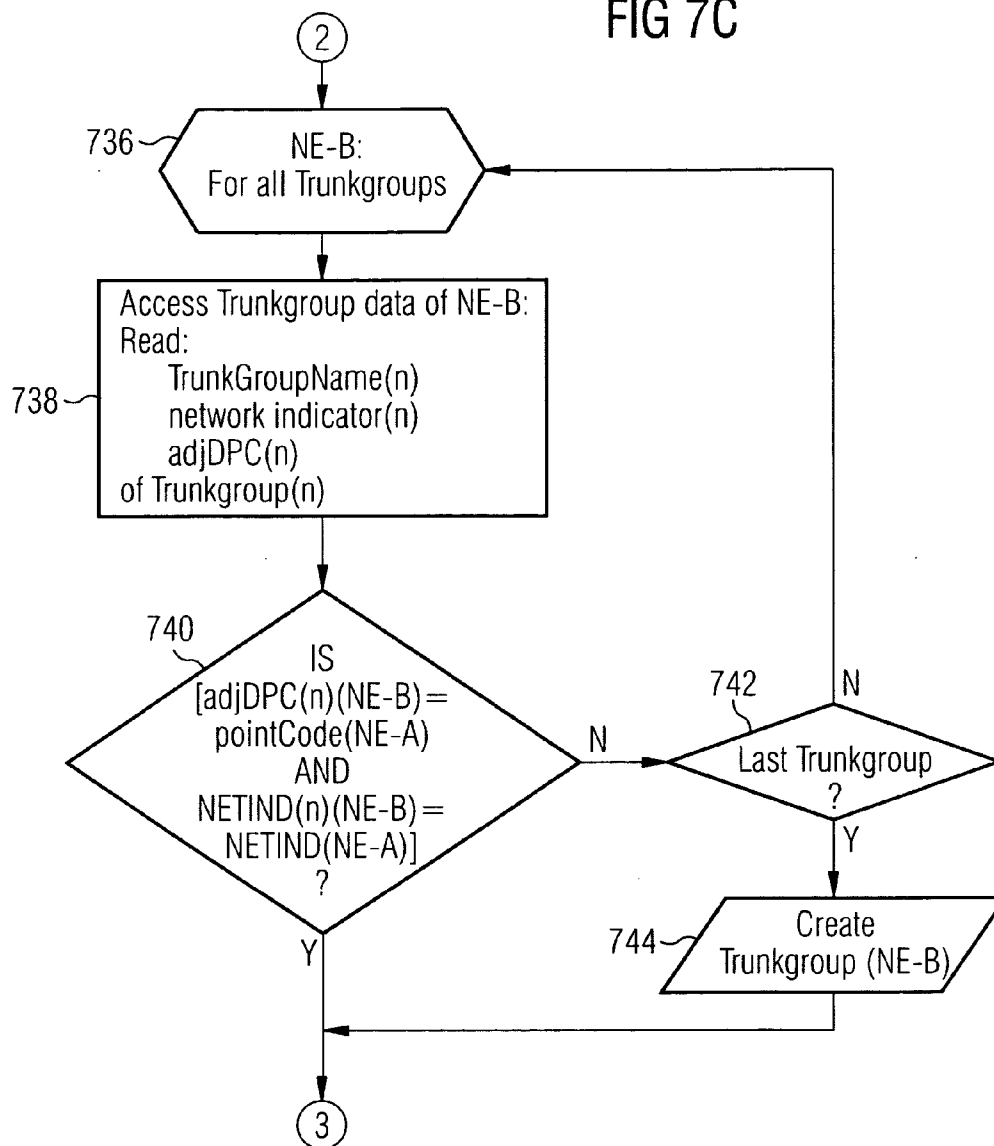 FIG 7C
2
736
NE-B:
For all Trunkgroups
Access Trunkgroup data of NE-B:
Read:
TrunkGroupName(n)
network indicator(n)
adjDPC(n)
of Trunkgroup(n)
738
740
IS
[adjDPC(n)(NE-B)=
pointCode(NE-A)
AND
NETIND(n)(NE-B)=
NETIND(NE-A)]
?
N
Y
742
N
Last Trunkgroup
?
Y
744
Create
Trunkgroup (NE-B)
3